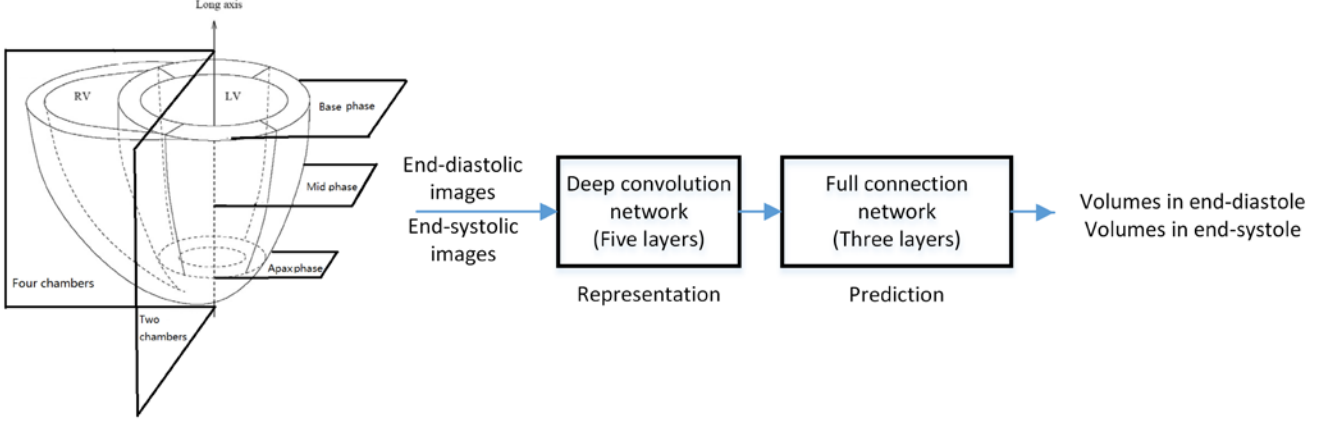 Long axis
RV
LV
Base phase
Mid phase
Apax phase
Four chambers
Two
chambers
End-diastolic
images
End-systolic
images
Deep convolution
network
(Five layers)
Representation
Full connection
network
(Three layers)
Prediction
Volumes in end-diastole
Volumes in end-systole